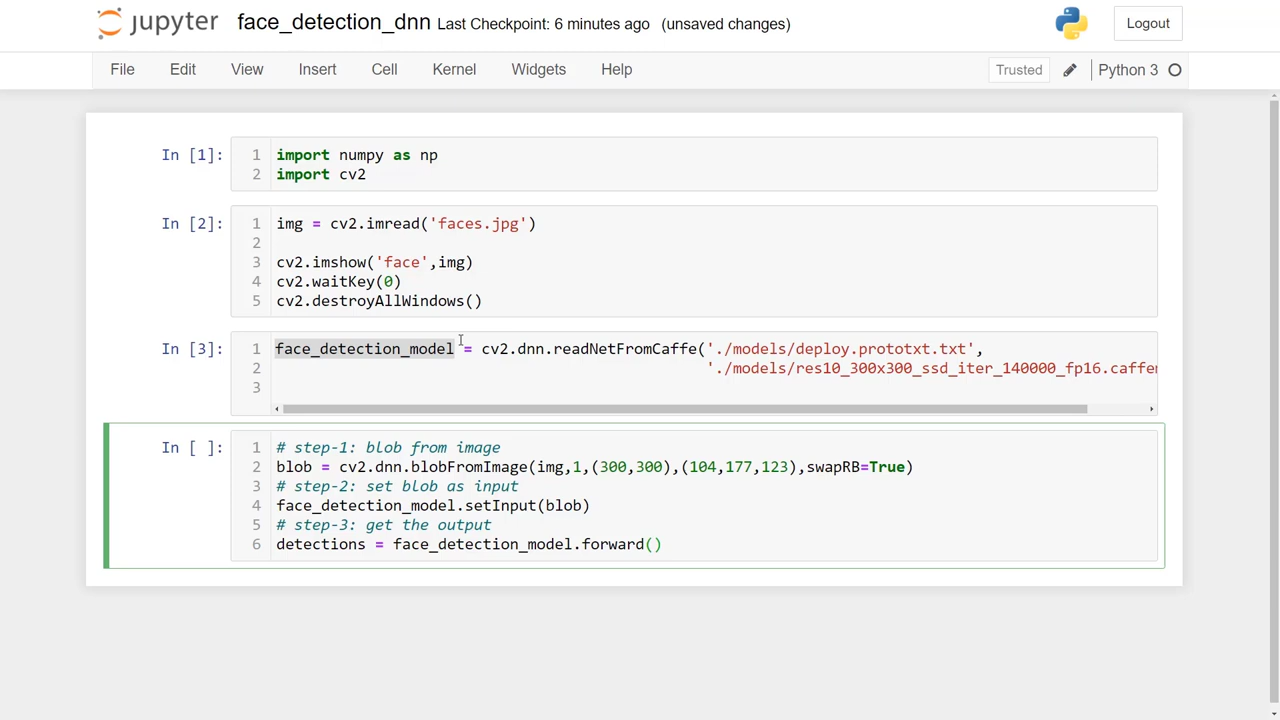 jupyter face_detection_dnn Last Checkpoint: 6 minutes ago (unsaved changes) Logout
File Edit View Insert Cell Kernel Widgets Help Trusted Python 3
In [1]: 1 import numpy as np
2 import cv2
In [2]: 1 img = cv2.imread('faces.jpg')
2
3 cv2.imshow('face',img)
4 cv2.waitKey(0)
5 cv2.destroyAllWindows()
In [3]: 1 face_detection_model = cv2.dnn.readNetFromCaffe('./models/deploy.prototxt.txt',
2 './models/res10_300x300_ssd_iter_140000_fp16.caffe
3
In [ ]: 1 # step-1: blob from image
2 blob = cv2.dnn.blobFromImage(img,1,(300,300),(104,177,123),swapRB=True)
3 # step-2: set blob as input
4 face_detection_model.setInput(blob)
5 # step-3: get the output
6 detections = face_detection_model.forward()